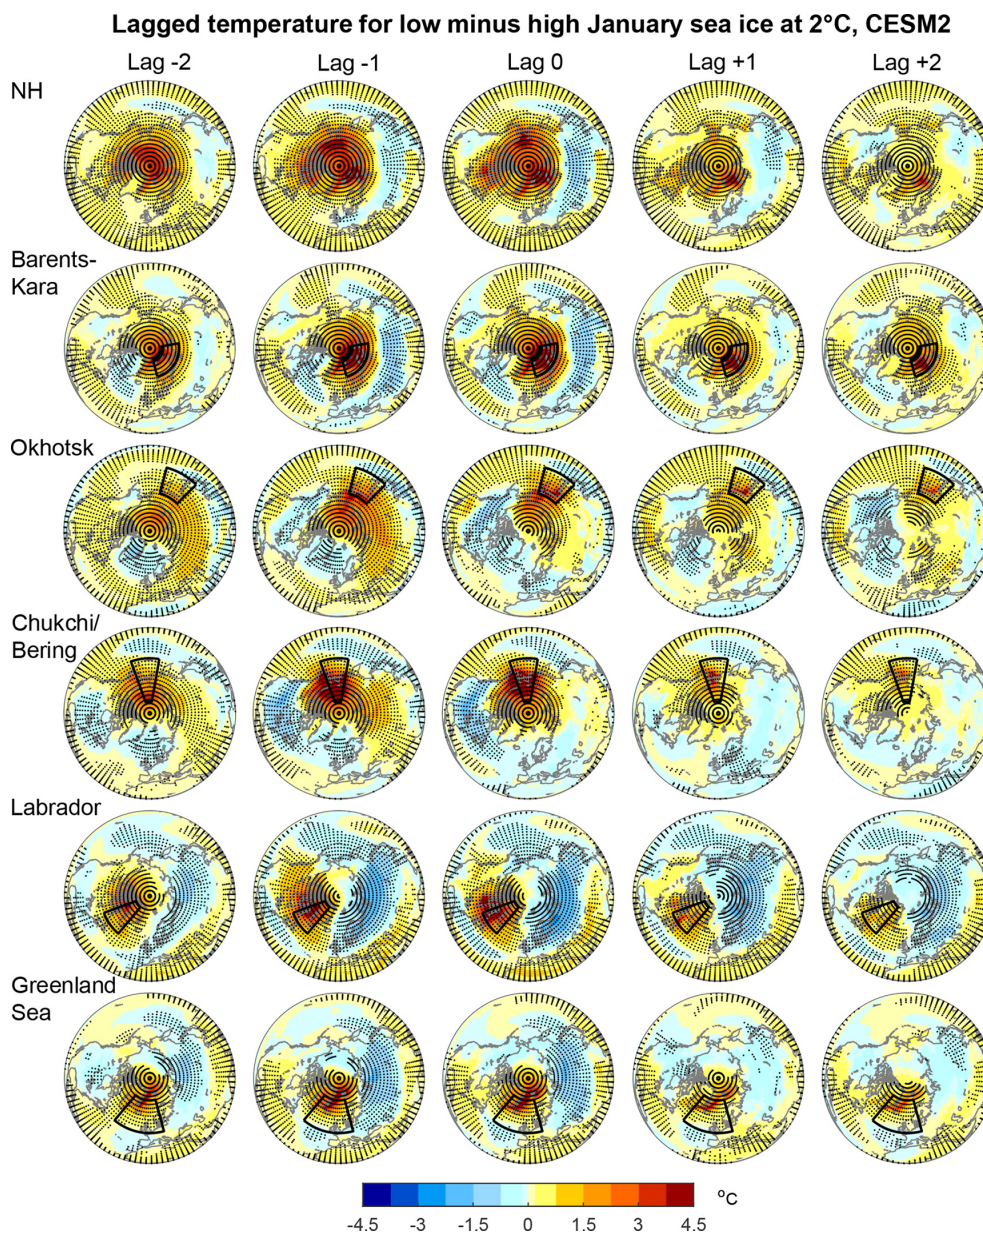 Lagged temperature for low minus high January sea ice at 2°C, CESM2
Lag -2 Lag -1 Lag 0 Lag +1 Lag +2
NH
Barents-
Kara
Okhotsk
Chukchi/
Bering
Labrador
Greenland
Sea
-4.5 -3 -1.5 0 1.5 3 4.5 °C